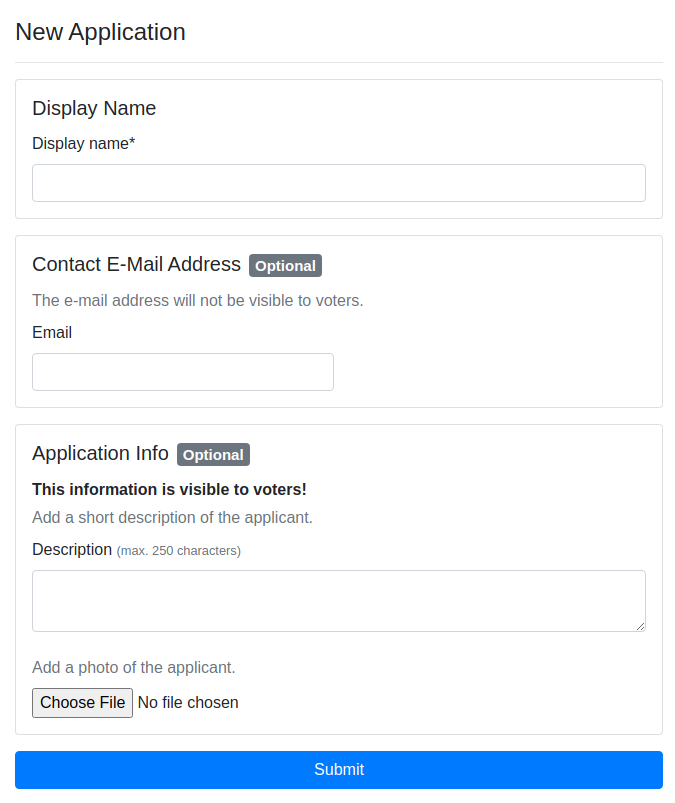 New Application
Display Name
Display name*
Contact E-Mail Address Optional
The e-mail address will not be visible to voters.
Email
Application Info Optional
This information is visible to voters!
Add a short description of the applicant.
Description (max. 250 characters)
Add a photo of the applicant.
Choose File No file chosen
Submit